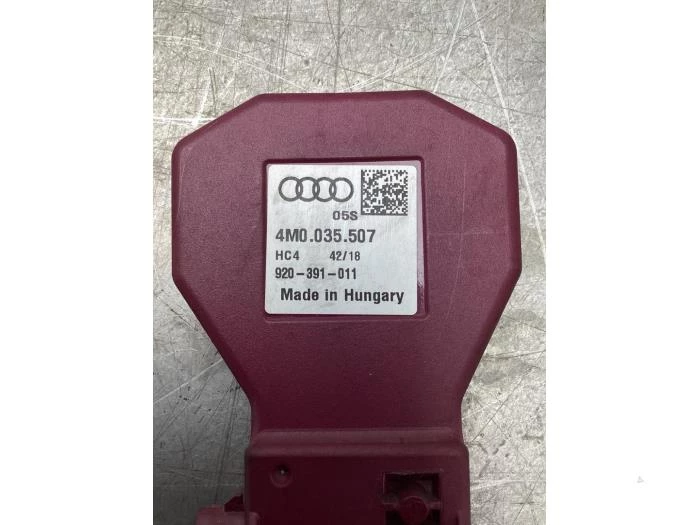 05S
4M0.035.507
HC4 42/18
920-391-011
Made in Hungary